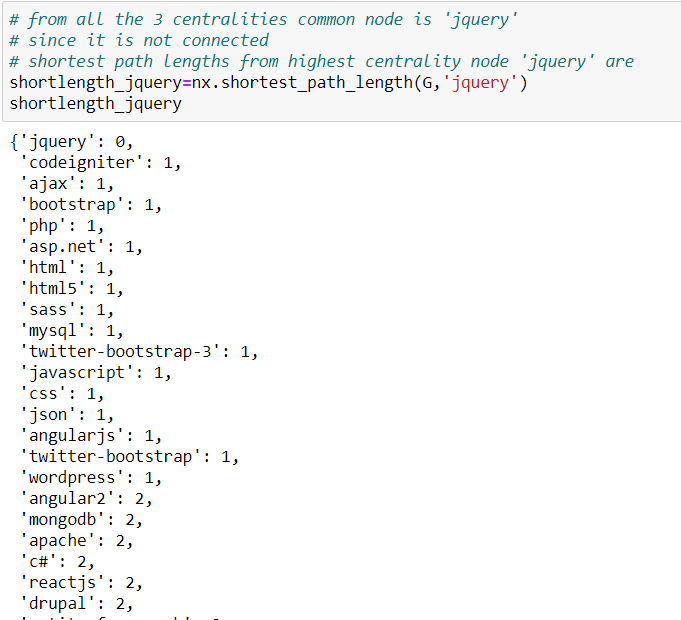 # from all the 3 centralities common node is 'jquery'
# since it is not connected
# shortest path lengths from highest centrality node 'jquery' are
shortlength_jquery=nx.shortest_path_length(G,'jquery')
shortlength_jquery
{'jquery': 0,
'codeigniter': 1,
'ajax': 1,
'bootstrap': 1,
'php': 1,
'asp.net': 1,
'html': 1,
'html5': 1,
'sass': 1,
'mysql': 1,
'twitter-bootstrap-3': 1,
'javascript': 1,
'css': 1,
'json': 1,
'angularjs': 1,
'twitter-bootstrap': 1,
'wordpress': 1,
'angular2': 2,
'mongodb': 2,
'apache': 2,
'c#': 2,
'reactjs': 2,
'drupal': 2,